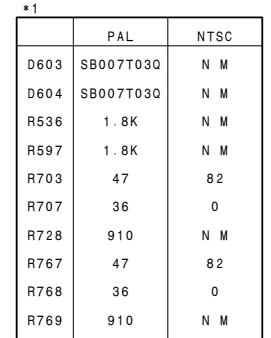 *1
PAL NTSC
D603 SB007T03Q N M
D604 SB007T03Q N M
R536 1.8K N M
R597 1.8K N M
R703 47 82
R707 36 0
R728 910 N M
R767 47 82
R768 36 0
R769 910 N M